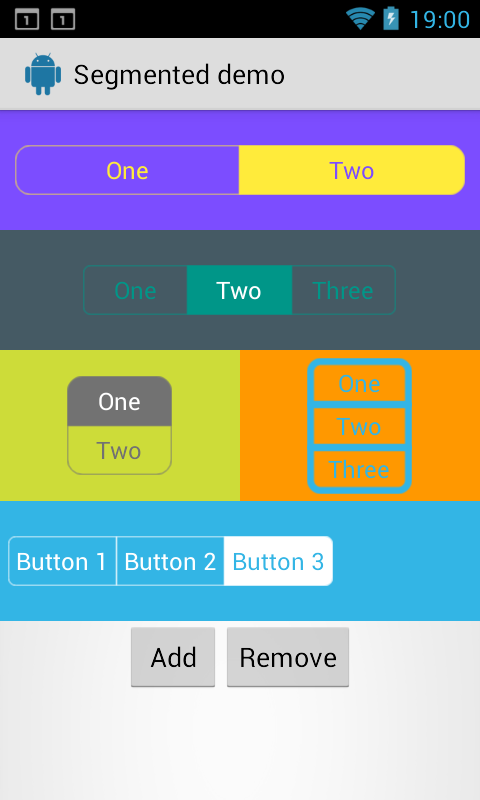 1 1 19:00
Segmented demo
One Two
One Two Three
One
Two
One
Two
Three
Button 1 Button 2 Button 3
Add Remove